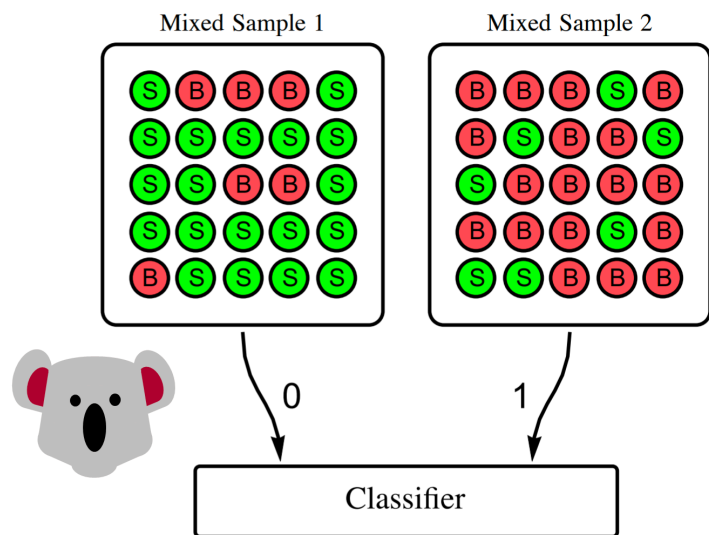 Mixed Sample 1
Mixed Sample 2
S B B B S
B B B S B
S S S S S
B S B B S
S S B B S
S B B B B
S S S S S
B B B S B
B S S S S
S S B B B
0
1
Classifier